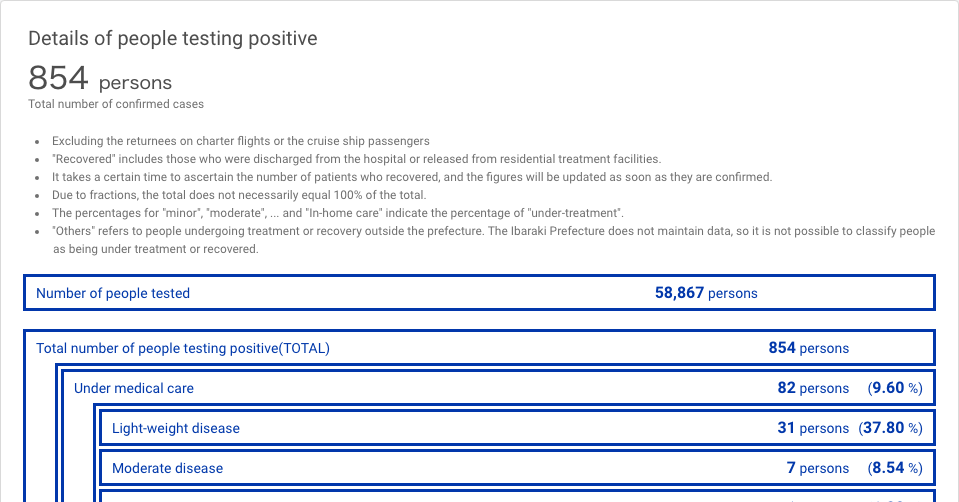 Details of people testing positive
854 persons
Total number of confirmed cases
• Excluding the returnees on charter flights or the cruise ship passengers
• "Recovered" includes those who were discharged from the hospital or released from residential treatment facilities.
• It takes a certain time to ascertain the number of patients who recovered, and the figures will be updated as soon as they are confirmed.
• Due to fractions, the total does not necessarily equal 100% of the total.
• The percentages for "minor", "moderate", ... and "In-home care" indicate the percentage of "under-treatment".
• "Others" refers to people undergoing treatment or recovery outside the prefecture. The Ibaraki Prefecture does not maintain data, so it is not possible to classify people
as being under treatment or recovered.
Number of people tested 58,867 persons
Total number of people testing positive(TOTAL) 854 persons
Under medical care 82 persons (9.60 %)
Light-weight disease 31 persons (37.80 %)
Moderate disease 7 persons (8.54 %)